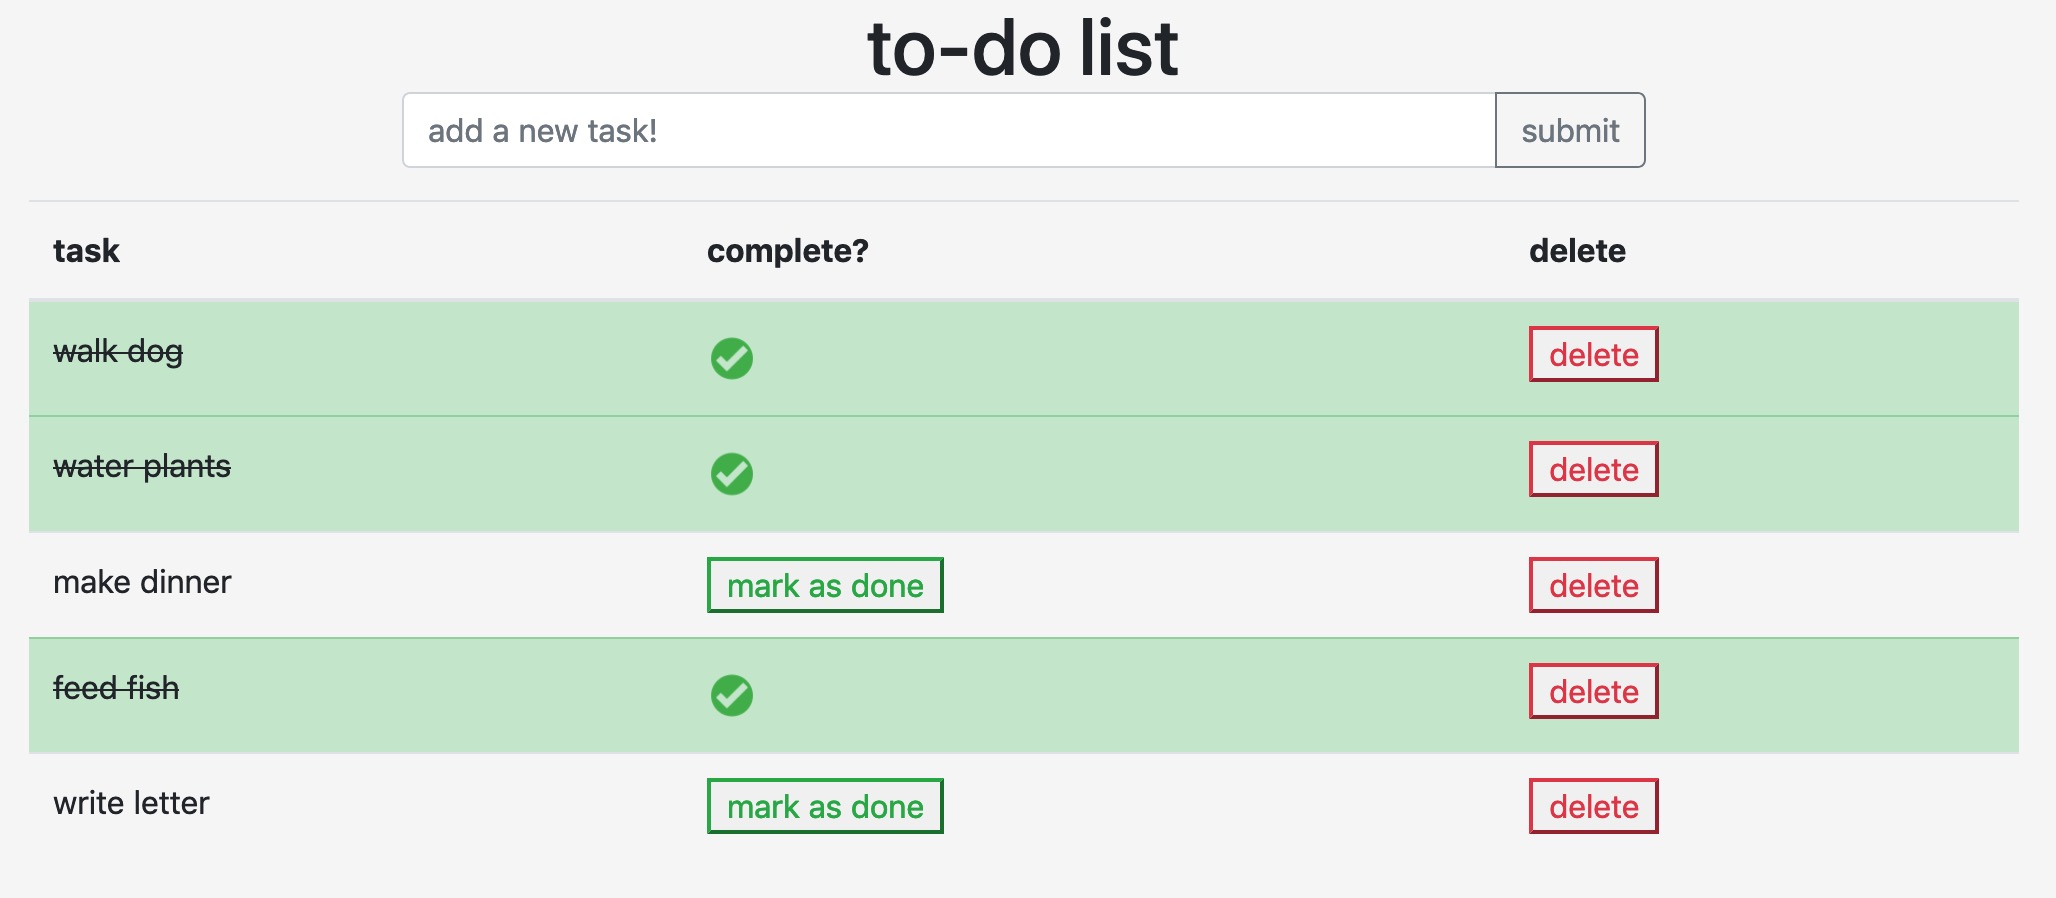 to-do list
add a new task! submit
task complete? delete
walk dog delete
water plants delete
make dinner mark as done delete
feed fish delete
write letter mark as done delete